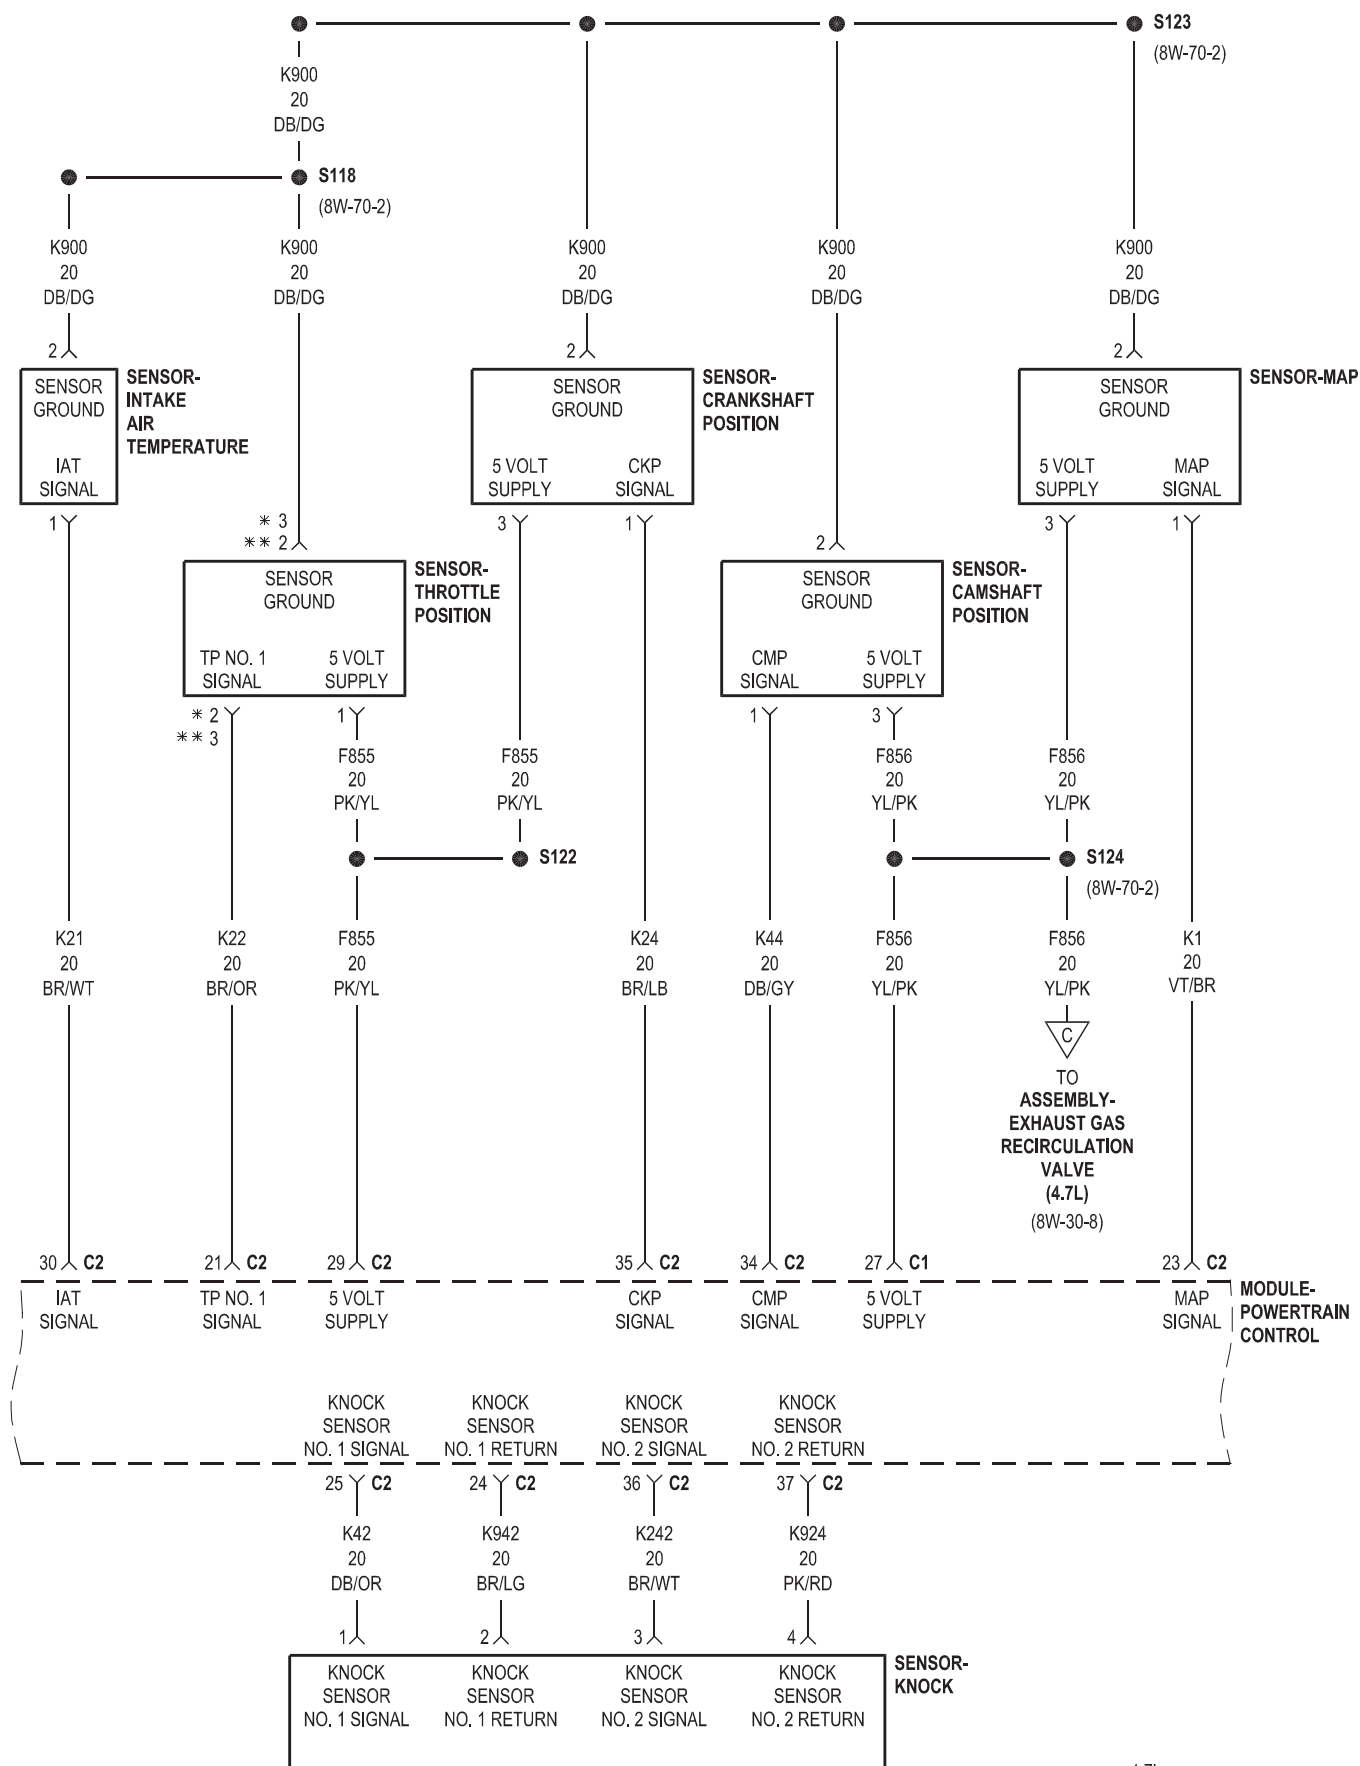 S123
(8W-70-2)
K900
20
DB/DG
S118
(8W-70-2)
K900
20
DB/DG
K900
20
DB/DG
K900
20
DB/DG
K900
20
DB/DG
K900
20
DB/DG
2
SENSOR
GROUND
IAT
SIGNAL
1
SENSOR-
INTAKE
AIR
TEMPERATURE
2
SENSOR
GROUND
5 VOLT
SUPPLY
CKP
SIGNAL
3
1
SENSOR-
CRANKSHAFT
POSITION
2
SENSOR
GROUND
5 VOLT
SUPPLY
MAP
SIGNAL
3
1
SENSOR-MAP
* 3
** 2
SENSOR
GROUND
TP NO. 1
SIGNAL
5 VOLT
SUPPLY
* 2
** 3
1
SENSOR-
THROTTLE
POSITION
2
SENSOR
GROUND
CMP
SIGNAL
5 VOLT
SUPPLY
1
3
SENSOR-
CAMSHAFT
POSITION
F855
20
PK/YL
F855
20
PK/YL
F856
20
YL/PK
F856
20
YL/PK
S122
S124
(8W-70-2)
K21
20
BR/WT
K22
20
BR/OR
F855
20
PK/YL
K24
20
BR/LB
K44
20
DB/GY
F856
20
YL/PK
F856
20
YL/PK
K1
20
VT/BR
C
TO
ASSEMBLY-
EXHAUST GAS
RECIRCULATION
VALVE
(4.7L)
(8W-30-8)
30 C2
21 C2
29 C2
35 C2
34 C2
27 C1
23 C2
IAT
SIGNAL
TP NO. 1
SIGNAL
5 VOLT
SUPPLY
CKP
SIGNAL
CMP
SIGNAL
5 VOLT
SUPPLY
MAP
SIGNAL
MODULE-
POWERTRAIN
CONTROL
KNOCK
SENSOR
NO. 1 SIGNAL
KNOCK
SENSOR
NO. 1 RETURN
KNOCK
SENSOR
NO. 2 SIGNAL
KNOCK
SENSOR
NO. 2 RETURN
25 C2
24 C2
36 C2
37 C2
K42
20
DB/OR
K942
20
BR/LG
K242
20
BR/WT
K924
20
PK/RD
1
2
3
4
KNOCK
SENSOR
NO. 1 SIGNAL
KNOCK
SENSOR
NO. 1 RETURN
KNOCK
SENSOR
NO. 2 SIGNAL
KNOCK
SENSOR
NO. 2 RETURN
SENSOR-
KNOCK